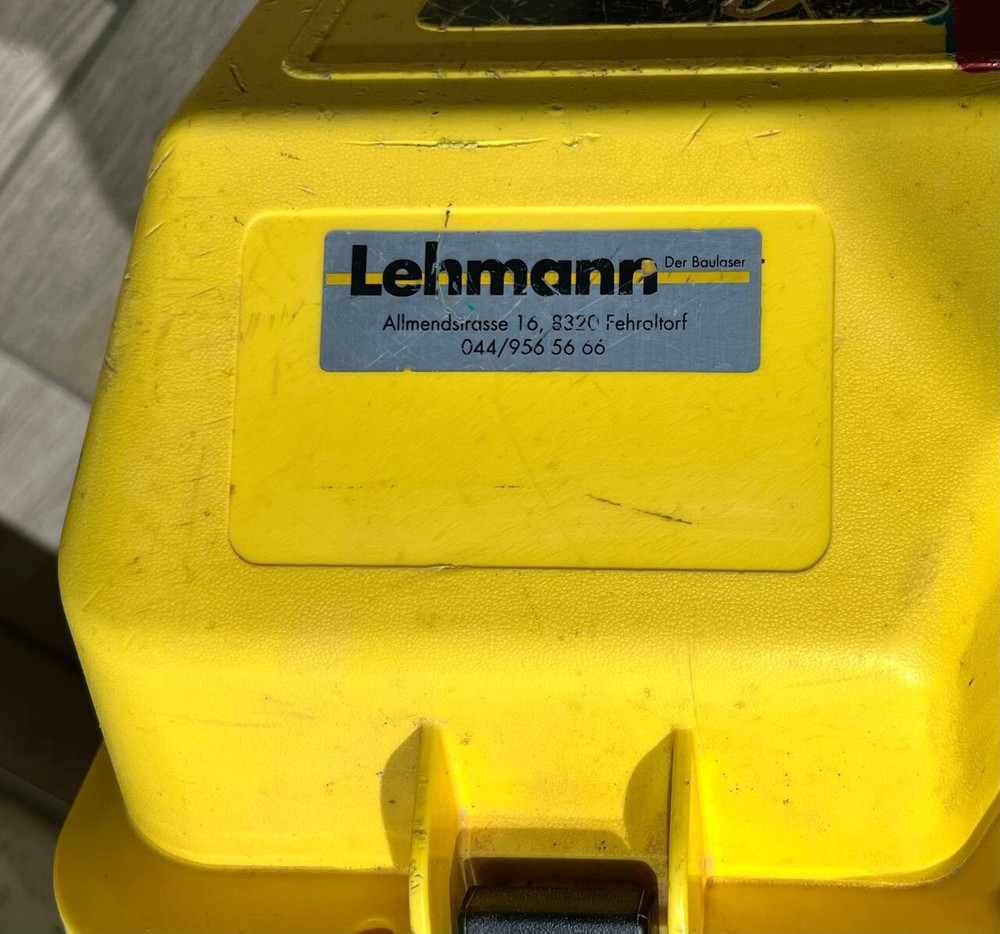 Lehmann
Der Baulaser
Allmendstrasse 16, 8320 Fehraltorf
044/956 56 66